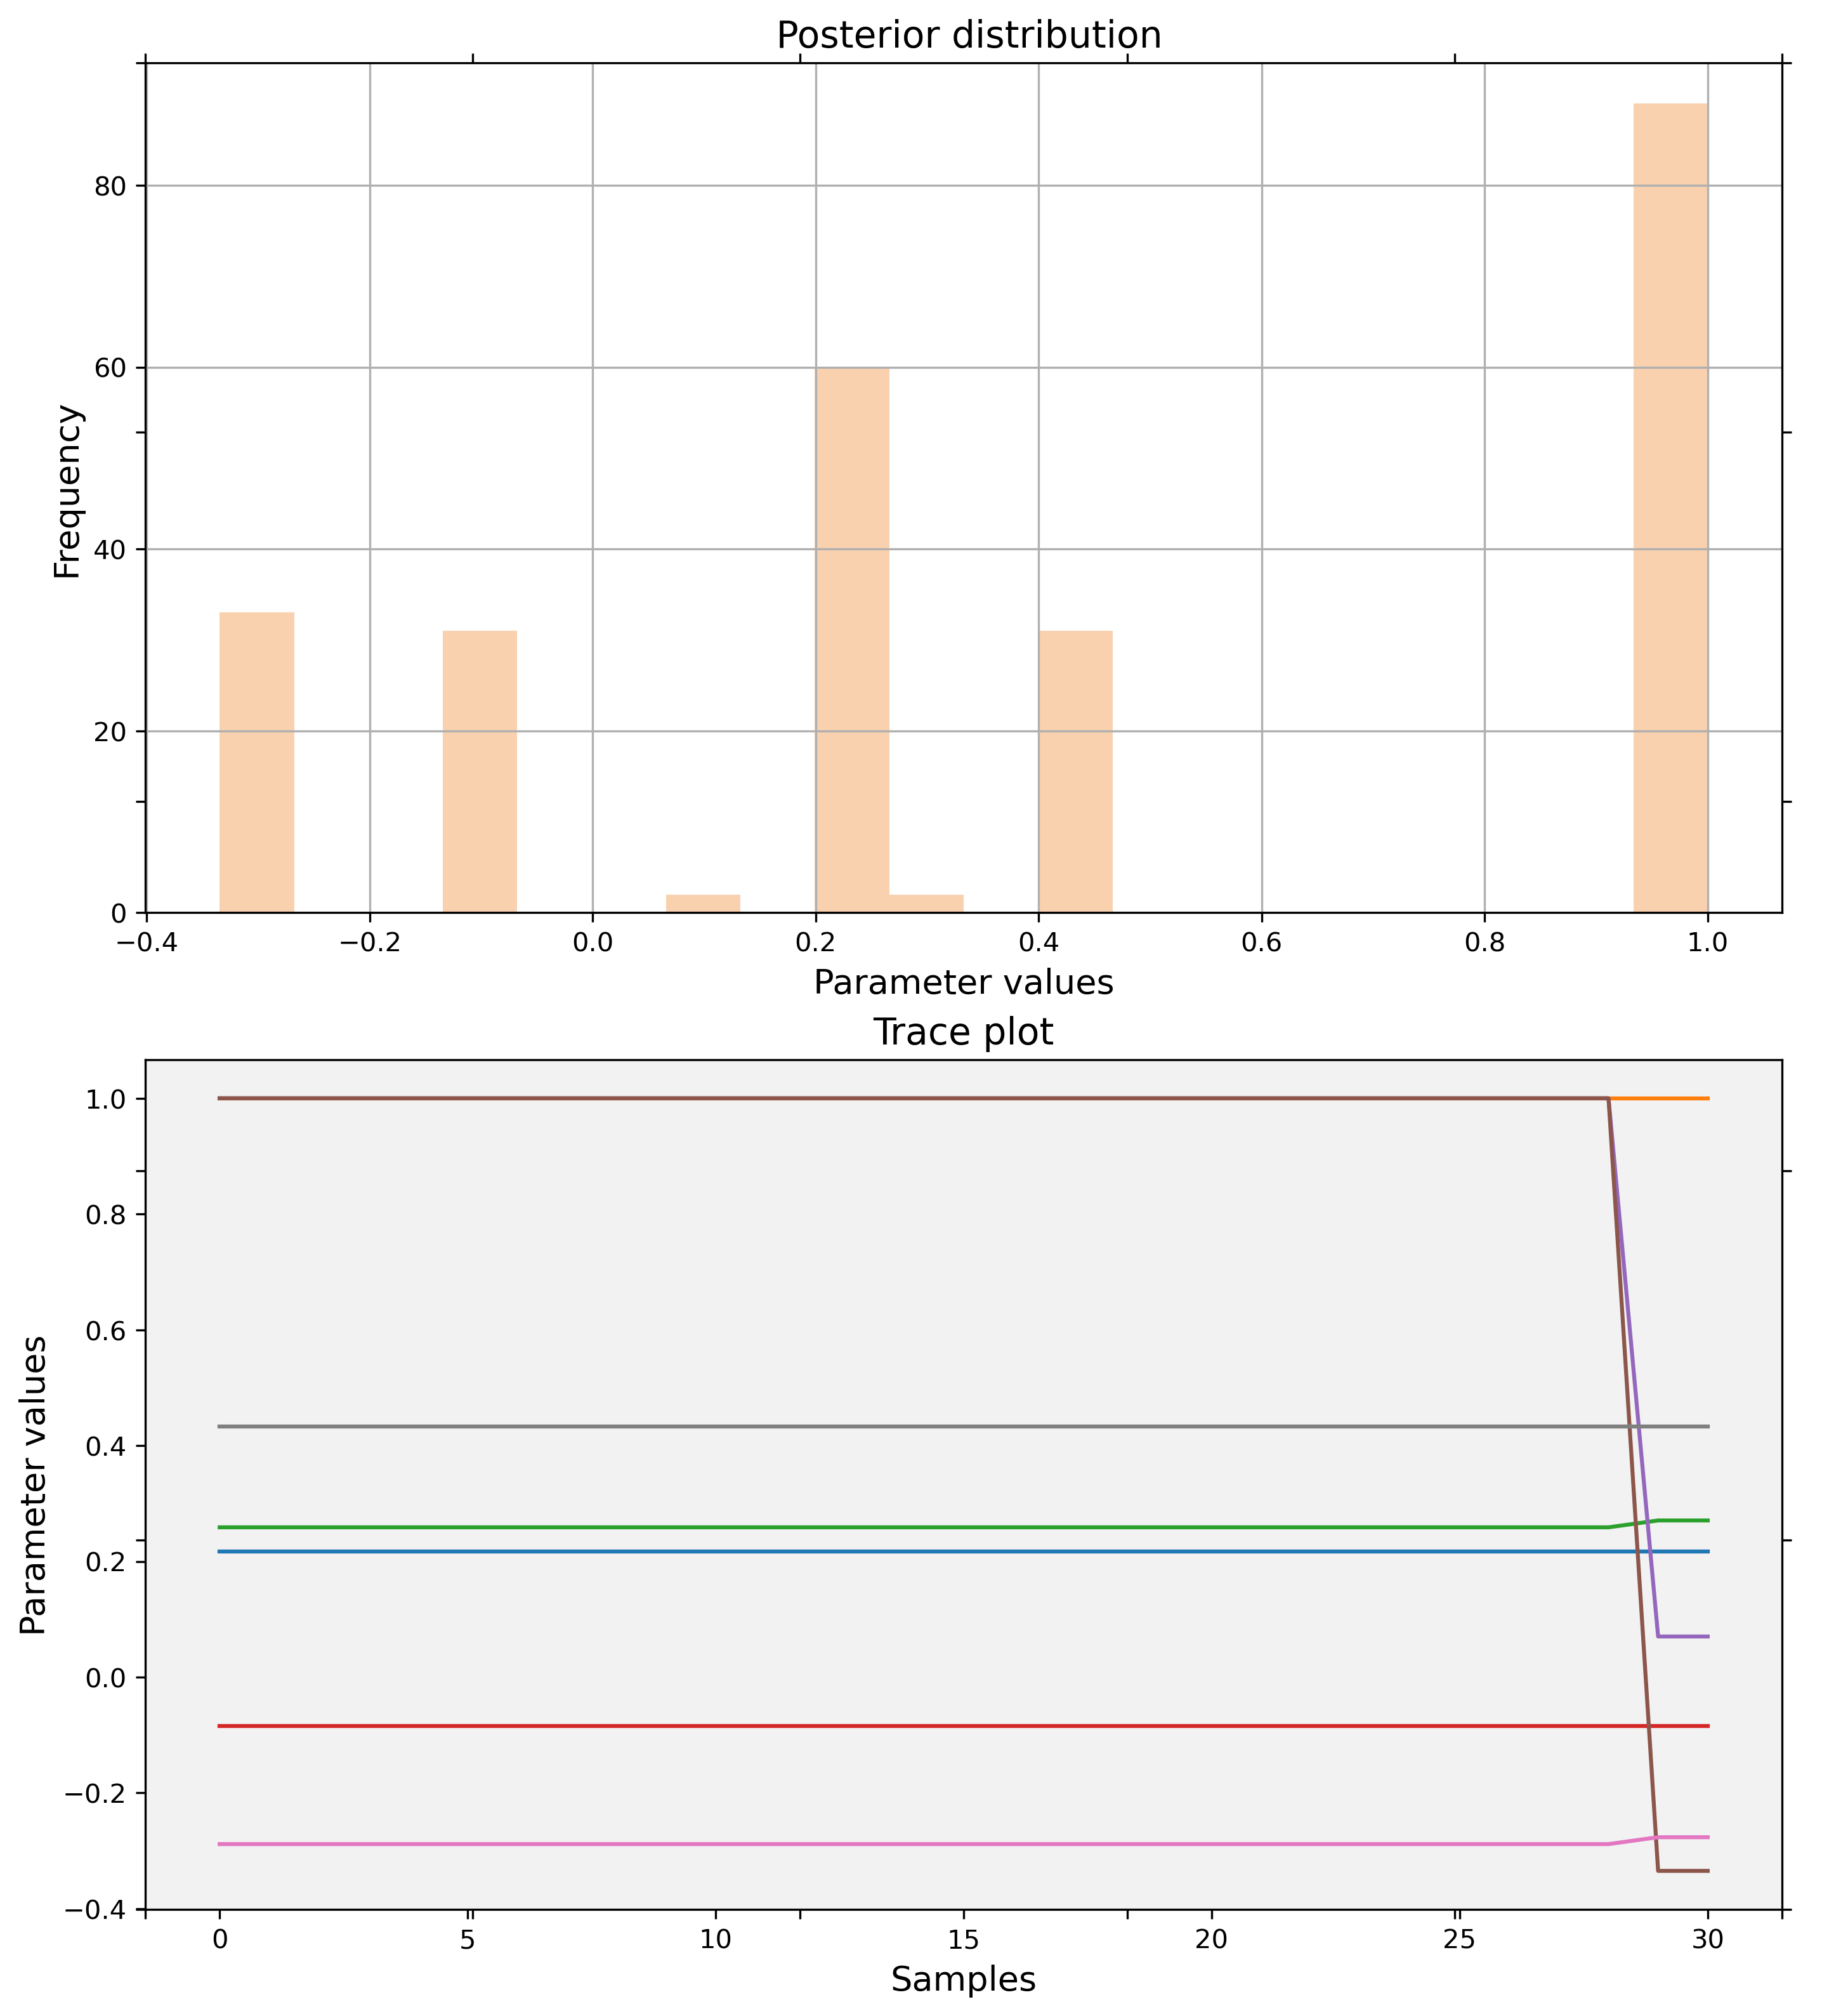 Posterior distribution
80
60
40
20
0
Frequency
−0.4 −0.2 0.0 0.2 0.4 0.6 0.8 1.0
Parameter values
Trace plot
1.0
0.8
0.6
0.4
0.2
0.0
−0.2
−0.4
Parameter values
0 5 10 15 20 25 30
Samples